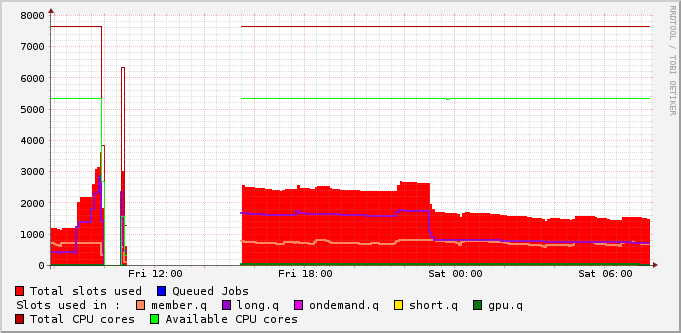 8000
7000
6000
5000
4000
3000
2000
1000
0
Fri 12:00 Fri 18:00 Sat 00:00 Sat 06:00
Total slots used Queued Jobs
Slots used in : member.q long.q ondemand.q short.q gpu.q
Total CPU cores Available CPU cores
RRDTOOL / TOBI OETIKER